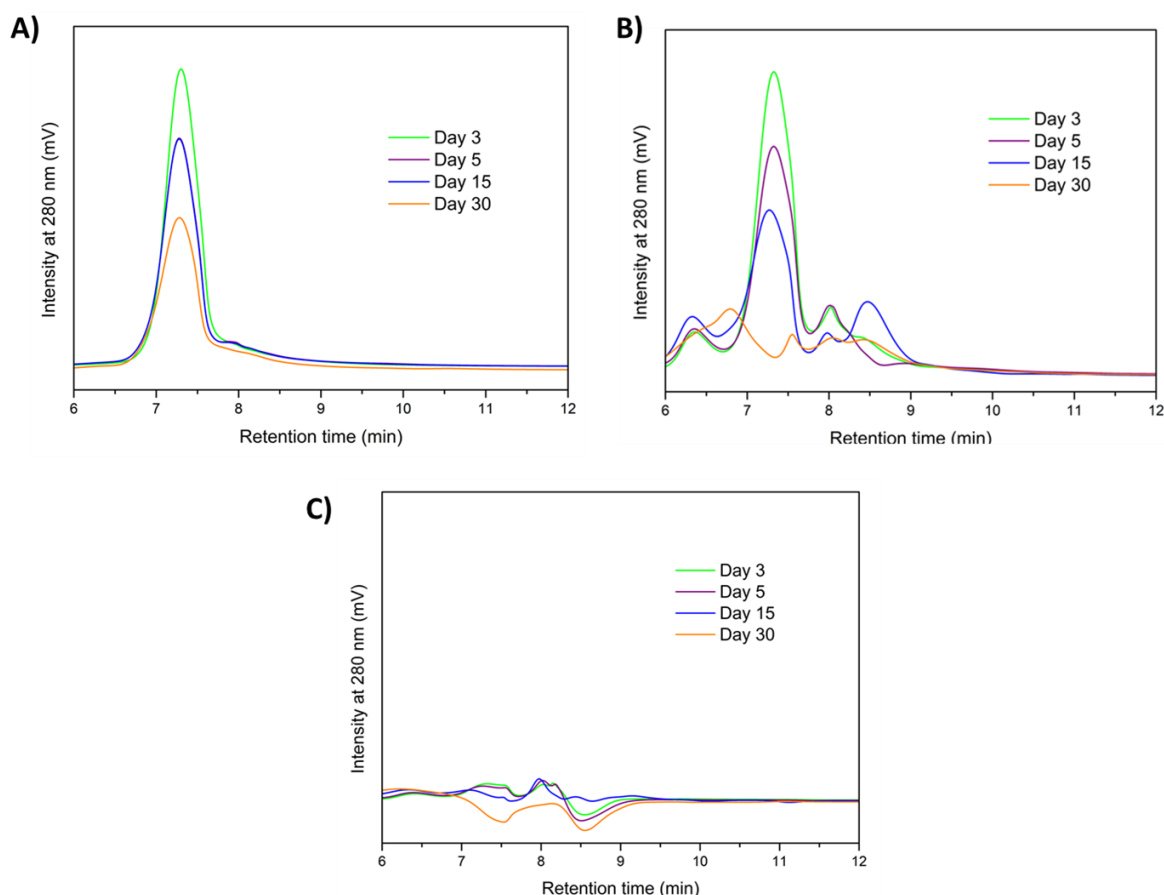 A)
Intensity at 280 nm (mV)
Day 3
Day 5
Day 15
Day 30
6 7 8 9 10 11 12
Retention time (min)
B)
Intensity at 280 nm (mV)
Day 3
Day 5
Day 15
Day 30
6 7 8 9 10 11 12
Retention time (min)
C)
Intensity at 280 nm (mV)
Day 3
Day 5
Day 15
Day 30
6 7 8 9 10 11 12
Retention time (min)